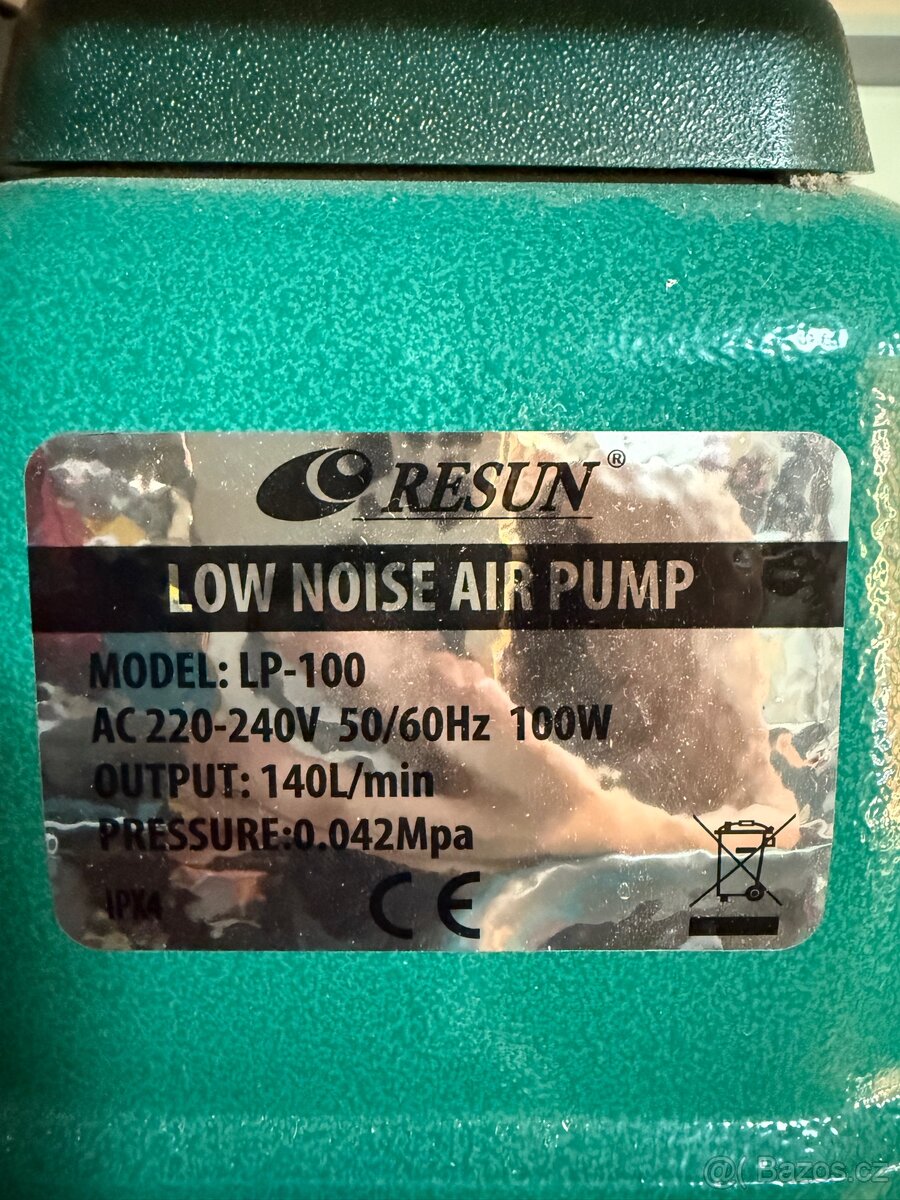 RESUN®
LOW NOISE AIR PUMP
MODEL: LP-100
AC 220-240V 50/60Hz 100W
OUTPUT: 140L/min
PRESSURE:0.042Mpa
IPX4
CE
@( Bazos.cz